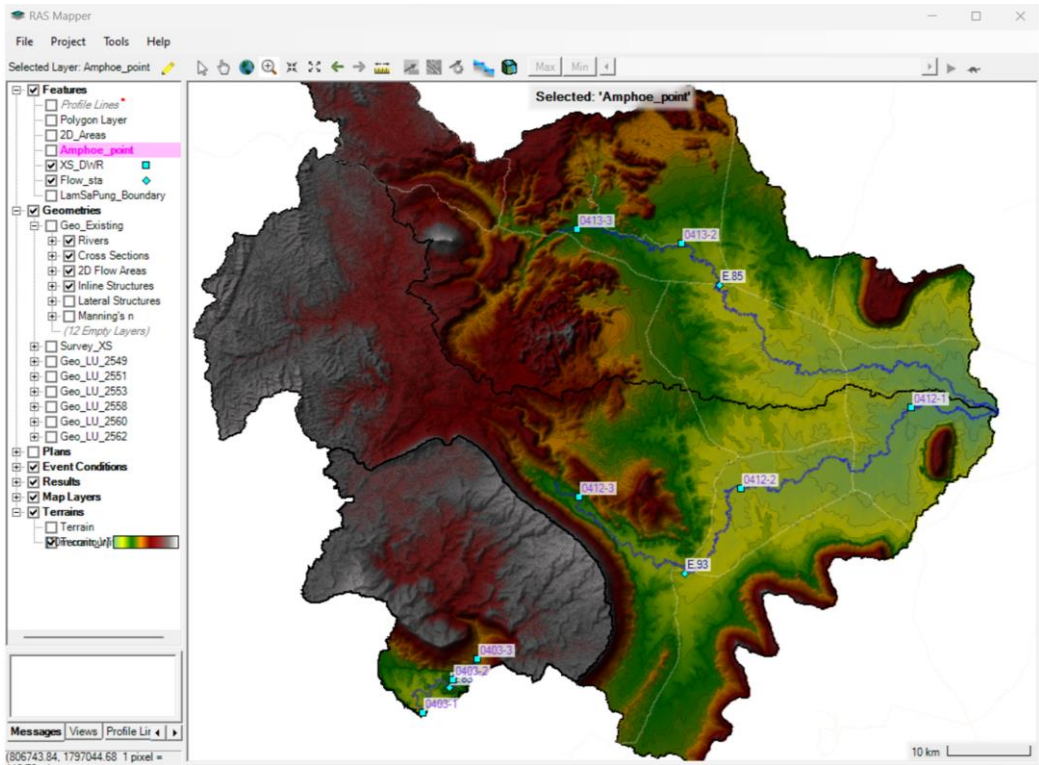 RAS Mapper
File Project Tools Help
Selected Layer: Amphoe_point
Max Min
Features
Profile Lines
Polygon Layer
2D_Areas
Amphoe_point
XS_DWR
Flow_sta
LamSaPung_Boundary
Geometries
Geo_Existing
Rivers
Cross Sections
2D Flow Areas
Inline Structures
Lateral Structures
Manning's n
(12 Empty Layers)
Survey_XS
Geo_LU_2549
Geo_LU_2551
Geo_LU_2553
Geo_LU_2558
Geo_LU_2560
Geo_LU_2562
Plans
Event Conditions
Results
Map Layers
Terrains
Terrain
Messages Views Profile Lir
(806743.84, 1797044.68 1 pixel =
Selected: 'Amphoe_point'
0413-3
0413-2
E.85
0412-1
0412-2
0412-3
E.93
0403-3
0403-2
0403-1
10 km